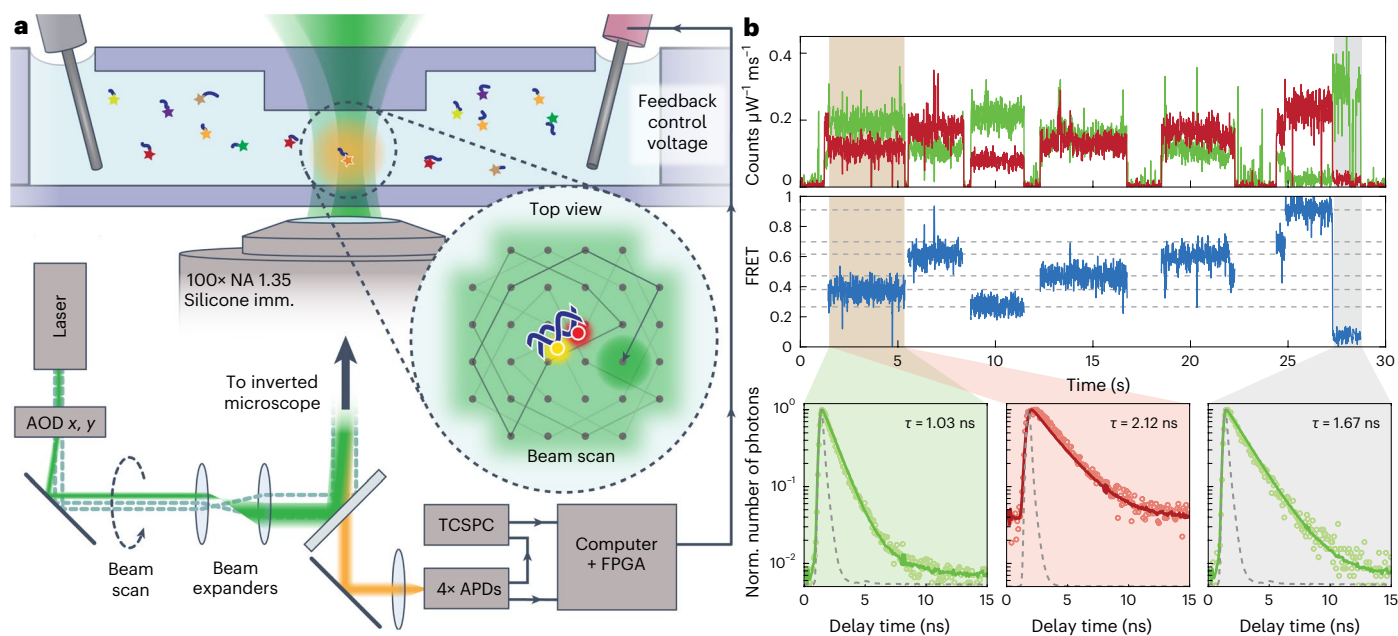 a
Feedback
control
voltage
Top view
100× NA 1.35
Silicone imm.
Laser
To inverted
microscope
AOD x, y
Beam scan
TCSPC
Computer
+ FPGA
4× APDs
Beam
scan
Beam
expanders
b
Counts μW⁻¹ ms⁻¹
0.4
0.2
0
FRET
1
0.8
0.6
0.4
0.2
0
0 5 10 15 20 25 30
Time (s)
Norm. number of photons
10⁰
10⁻¹
10⁻²
τ = 1.03 ns
τ = 2.12 ns
τ = 1.67 ns
0 5 10 15
0 5 10 15
0 5 10 15
Delay time (ns)
Delay time (ns)
Delay time (ns)